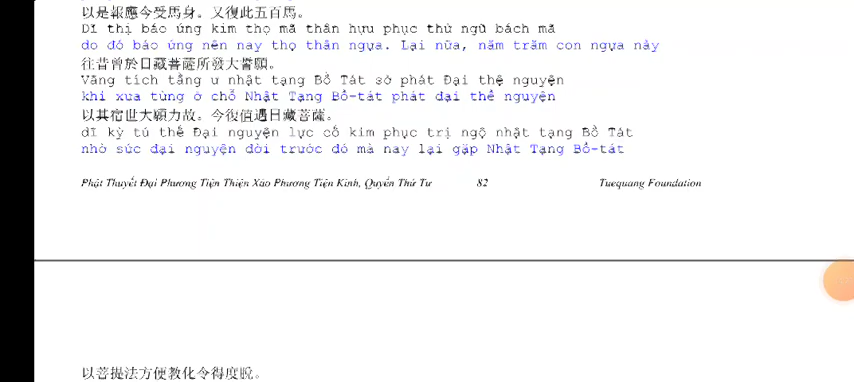 以是報應今受馬身。又復此五百馬。
Dĩ thị báo ứng kim thọ mã thân hựu phục thử ngũ bách mã
do đó báo ứng nên nay thọ thân ngựa. Lại nữa, năm trăm con ngựa này
往昔曾於日藏菩薩所發大誓願。
Vãng tích tằng ư nhật tạng Bồ Tát sở phát Đại thệ nguyện
khi xưa từng ở chỗ Nhật Tạng Bồ-tát phát đại thể nguyện
以其宿世大願力故。今復值遇日藏菩薩。
dĩ kỳ tú thế Đại nguyện lực cố kim phục trị ngộ nhật tạng Bồ Tát
nhờ sức đại nguyện đời trước đó mà nay lại gặp Nhật Tạng Bồ-tát
Phật Thuyết Đại Phương Tiện Thiện Xảo Phương Tiện Kinh, Quyển Thứ Tư 82 Tuequang Foundation
以菩提法方便教化令得度脫。